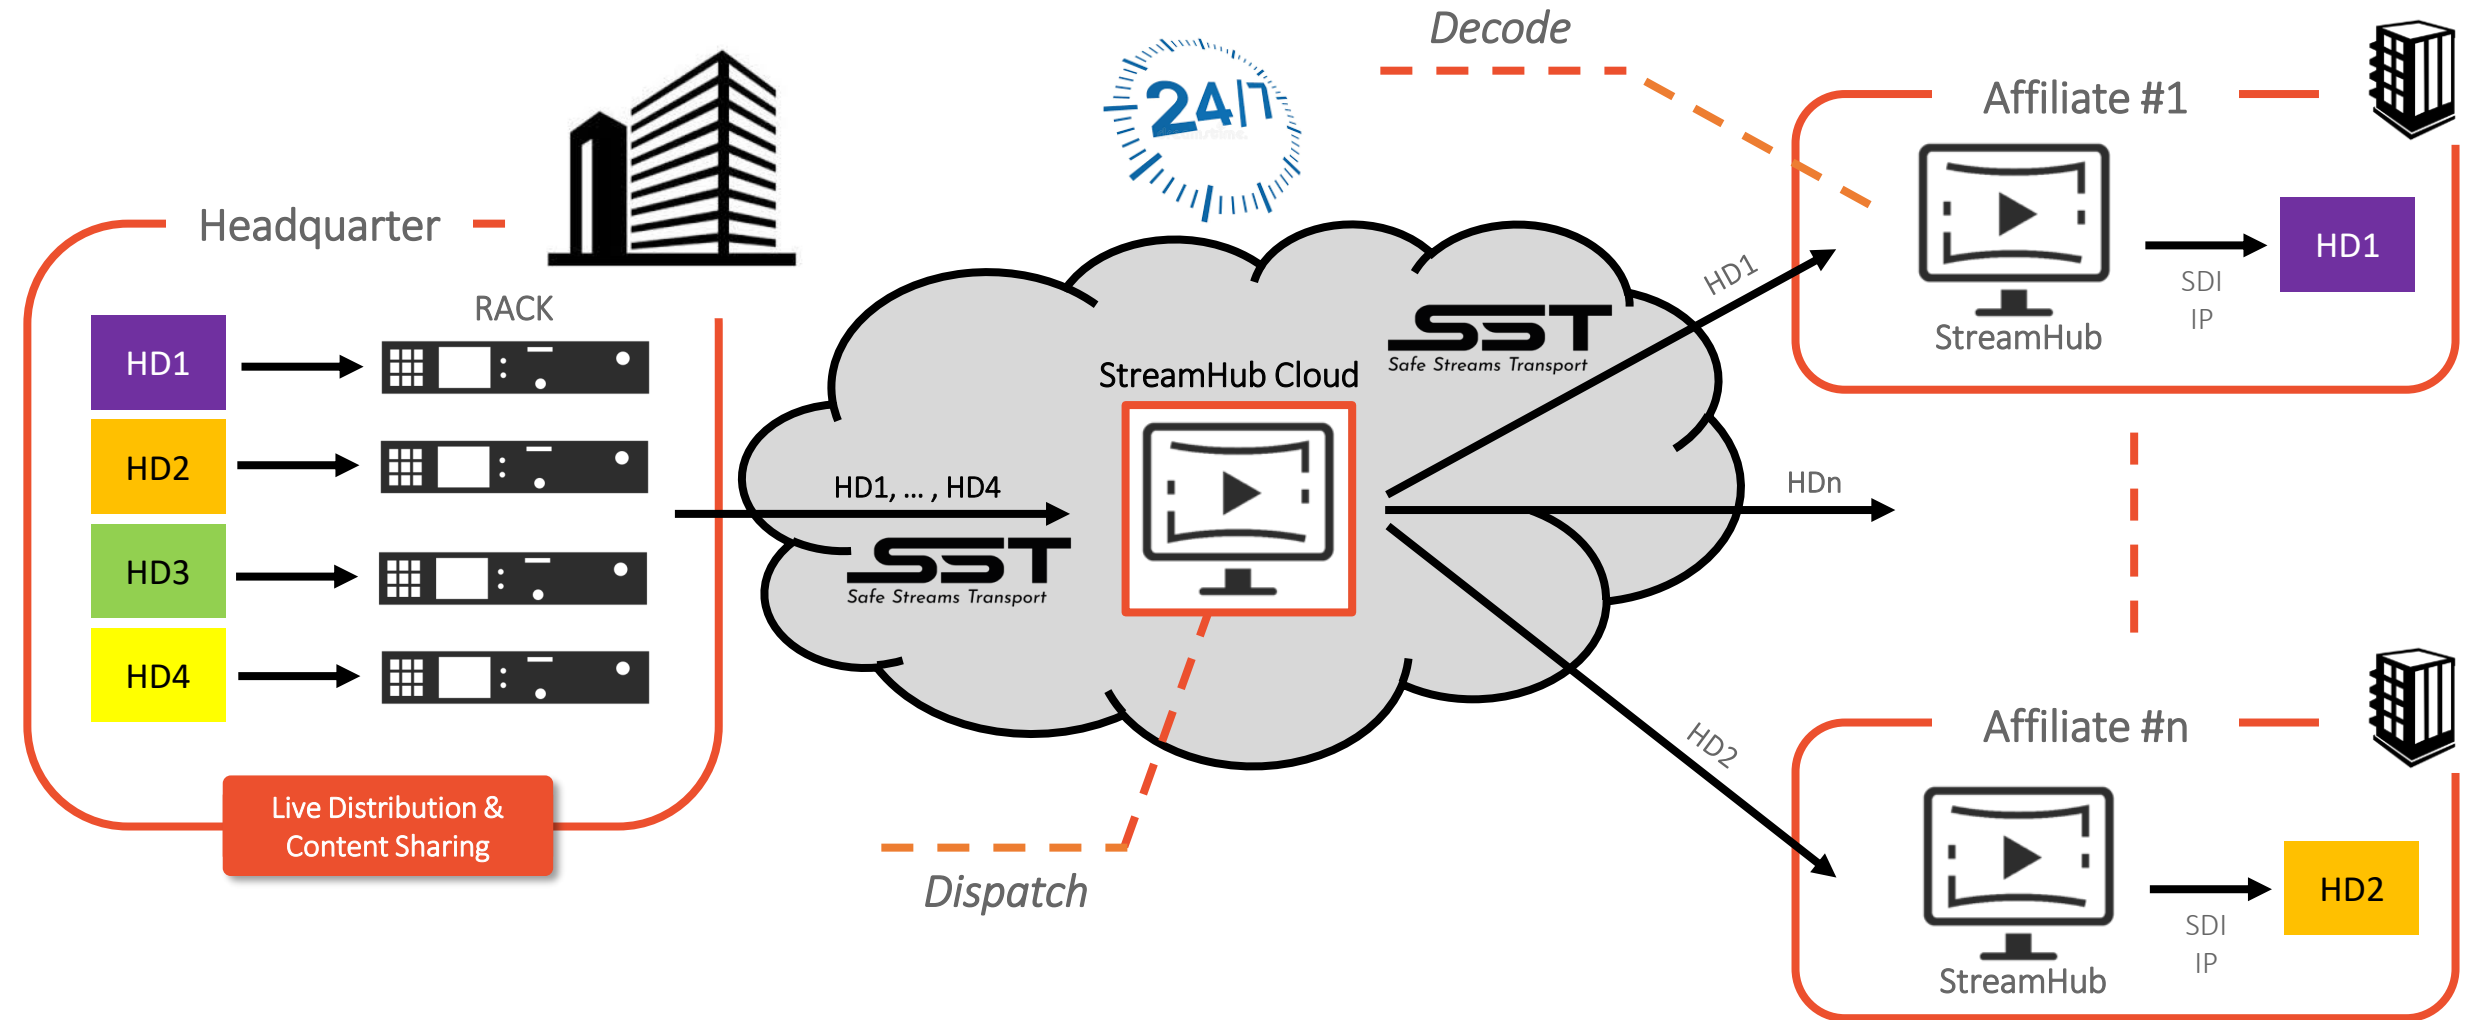 Decode
24/7
Affiliate #1
Headquarter
HD1
SDI
IP
StreamHub
HD1
RACK
HD1
HD2
HD3
HD4
SST
Safe Streams Transport
StreamHub Cloud
HD1, ... , HD4
SST
Safe Streams Transport
HDn
HD2
Affiliate #n
Live Distribution &
Content Sharing
Dispatch
HD2
SDI
IP
StreamHub